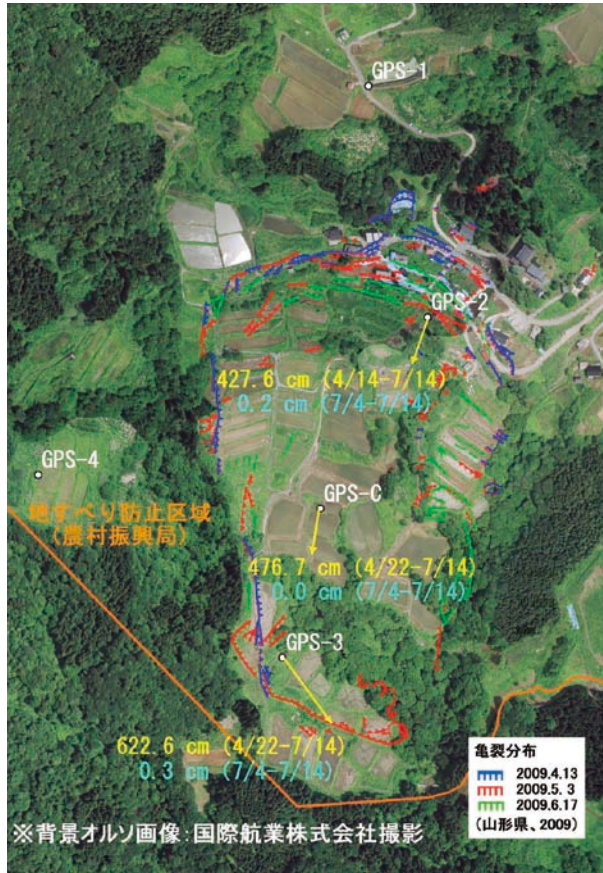 GPS-1
GPS-2
427.6 cm (4/14-7/14)
0.2 cm (7/4-7/14)
GPS-4
GPS-C
地すべり防止区域
(農村振興局)
476.7 cm (4/22-7/14)
0.0 cm (7/4-7/14)
GPS-3
622.6 cm (4/22-7/14)
0.3 cm (7/4-7/14)
亀裂分布
2009.4.13
2009.5. 3
2009.6.17
(山形県、2009)
※背景オルソ画像:国際航業株式会社撮影